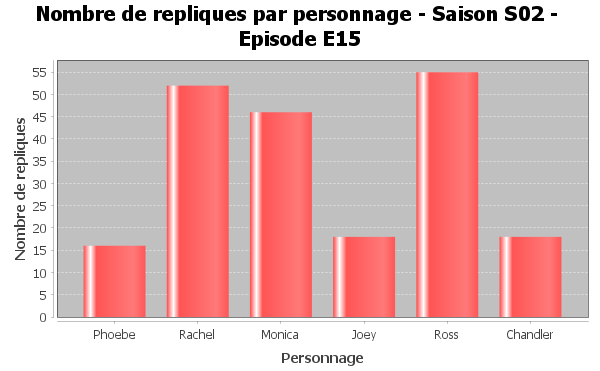 Nombre de repliques par personnage - Saison S02 -
Episode E15
Nombre de repliques
55
50
45
40
35
30
25
20
15
10
5
0
Phoebe
Rachel
Monica
Joey
Ross
Chandler
Personnage